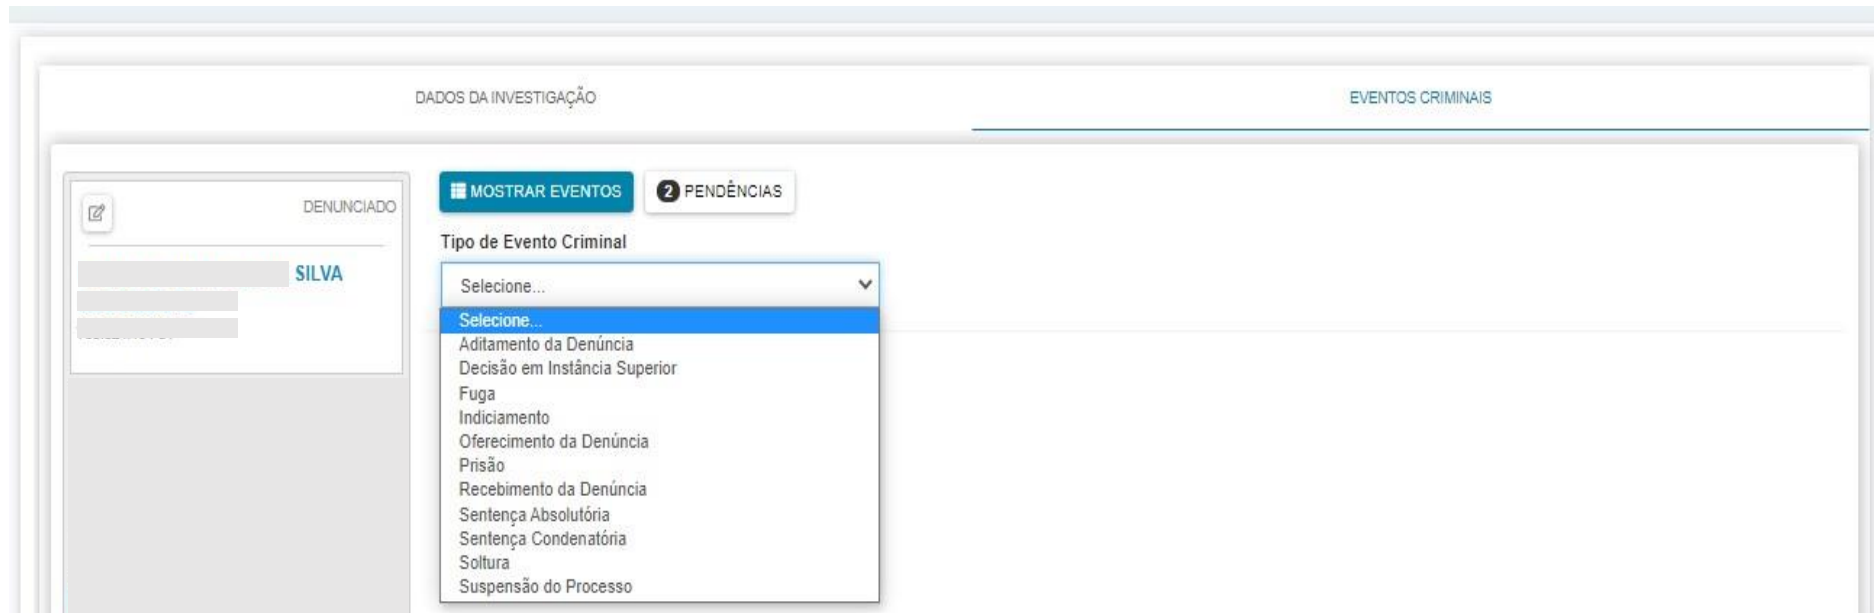 DADOS DA INVESTIGAÇÃO
EVENTOS CRIMINAIS
DENUNCIADO
SILVA
MOSTRAR EVENTOS
2 PENDÊNCIAS
Tipo de Evento Criminal
Selecione...
Selecione...
Aditamento da Denúncia
Decisão em Instância Superior
Fuga
Indiciamento
Oferecimento da Denúncia
Prisão
Recebimento da Denúncia
Sentença Absolutória
Sentença Condenatória
Soltura
Suspensão do Processo